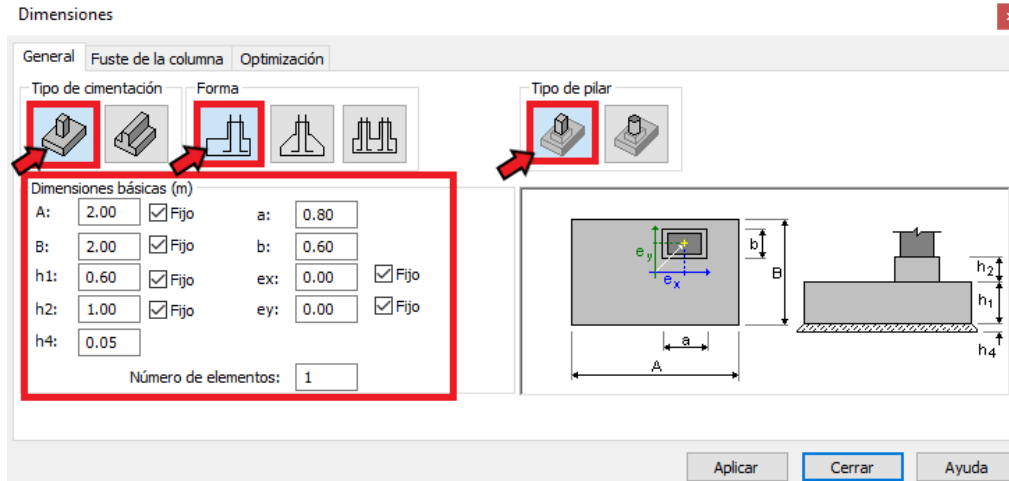 Dimensiones
General Fuste de la columna Optimización
Tipo de cimentación Forma Tipo de pilar
Dimensiones básicas (m)
A: 2.00 Fijo a: 0.80
B: 2.00 Fijo b: 0.60
h1: 0.60 Fijo ex: 0.00 Fijo
h2: 1.00 Fijo ey: 0.00 Fijo
h4: 0.05
Número de elementos: 1
e y
e x
b
B
a
A
h2
h1
h4
Aplicar Cerrar Ayuda